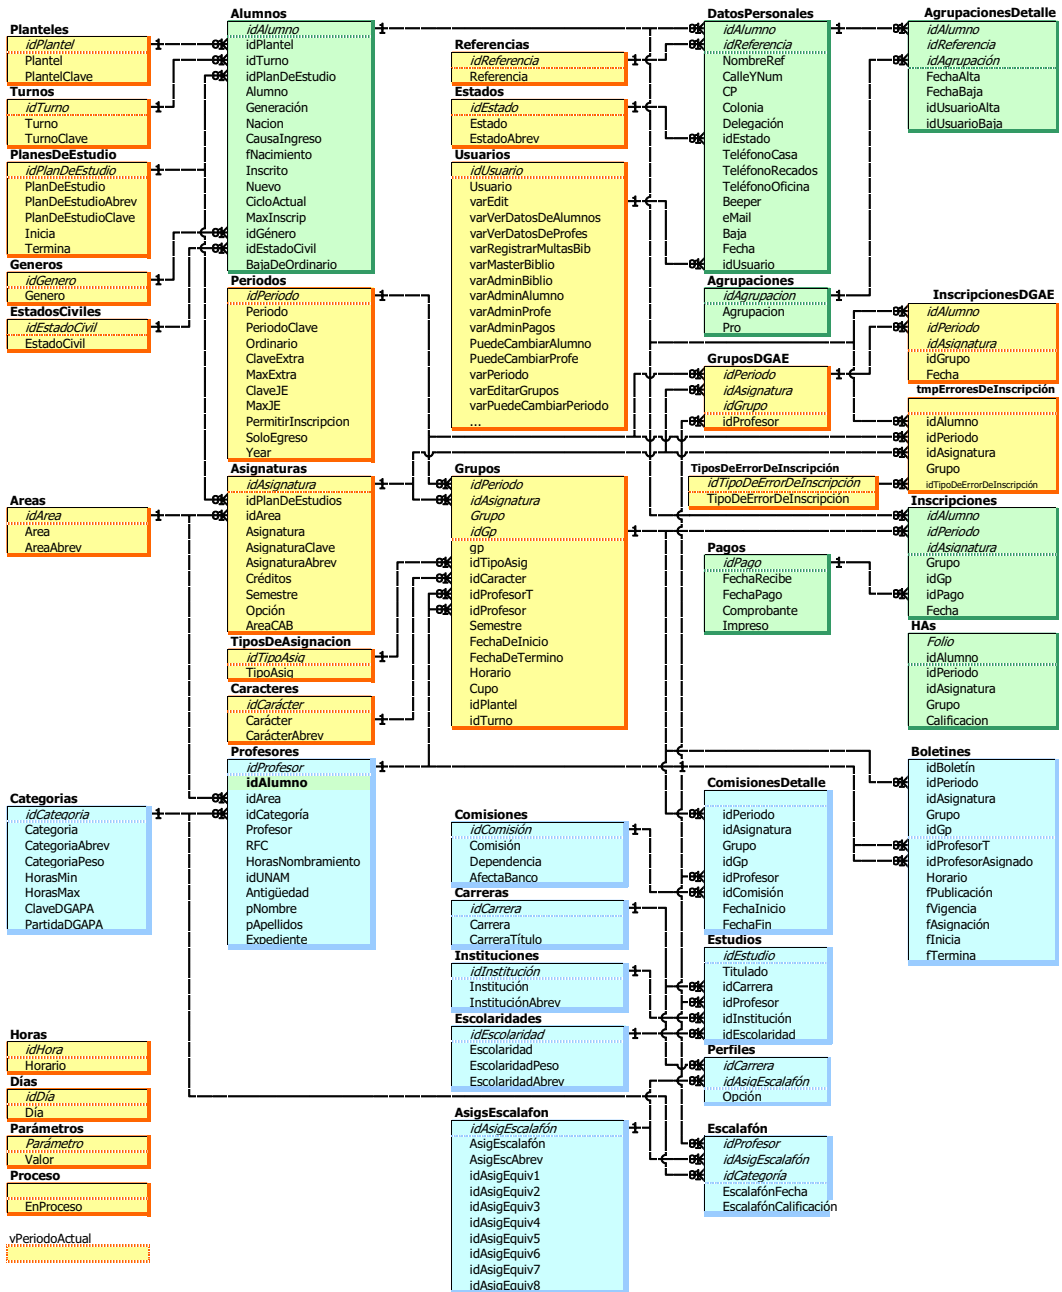 Planteles
idPlantel
Plantel
PlantelClave
Turnos
idTurno
Turno
TurnoClave
PlanesDeEstudio
idPlanDeEstudio
PlanDeEstudio
PlanDeEstudioAbrev
PlanDeEstudioClave
Inicia
Termina
Generos
idGenero
Genero
EstadosCiviles
idEstadoCivil
EstadoCivil
Areas
idArea
Area
AreaAbrev
Categorias
idCategoria
Categoria
CategoriaAbrev
CategoriaPeso
HorasMin
HorasMax
ClaveDGAPA
PartidaDGAPA
Horas
idHora
Horario
Días
idDía
Día
Parámetros
Parámetro
Valor
Proceso
EnProceso
vPeriodoActual
Alumnos
idAlumno
idPlantel
idTurno
idPlanDeEstudio
Alumno
Generación
Nacion
CausaIngreso
fNacimiento
Inscrito
Nuevo
CicloActual
MaxInscrip
idGénero
idEstadoCivil
BajaDeOrdinario
Periodos
idPeriodo
Periodo
PeriodoClave
Ordinario
ClaveExtra
MaxExtra
ClaveJE
MaxJE
PermitirInscripcion
SoloEgreso
Year
Asignaturas
idAsignatura
idPlanDeEstudios
idArea
Asignatura
AsignaturaClave
AsignaturaAbrev
Créditos
Semestre
Opción
AreaCAB
TiposDeAsignacion
idTipoAsig
TipoAsig
Caracteres
idCarácter
Carácter
CarácterAbrev
Profesores
idProfesor
idAlumno
idArea
idCategoría
Profesor
RFC
HorasNombramiento
idUNAM
Antigüedad
pNombre
pApellidos
Expediente
Referencias
idReferencia
Referencia
Estados
idEstado
Estado
EstadoAbrev
Usuarios
idUsuario
Usuario
varEdit
varVerDatosDeAlumnos
varVerDatosDeProfes
varRegistrarMultasBib
varMasterBiblio
varAdminBiblio
varAdminAlumno
varAdminProfe
varAdminPagos
PuedeCambiarAlumno
PuedeCambiarProfe
varPeriodo
varEditarGrupos
varPuedeCambiarPeriodo
...
Grupos
idPeriodo
idAsignatura
Grupo
idGp
gp
idTipoAsig
idCaracter
idProfesorT
idProfesor
Semestre
FechaDeInicio
FechaDeTermino
Horario
Cupo
idPlantel
idTurno
Comisiones
idComisión
Comisión
Dependencia
AfectaBanco
Carreras
idCarrera
Carrera
CarreraTítulo
Instituciones
idInstitución
Institución
InstituciónAbrev
Escolaridades
idEscolaridad
Escolaridad
EscolaridadPeso
EscolaridadAbrev
AsigsEscalafon
idAsigEscalafón
AsigEscalafón
AsigEscAbrev
idAsigEquiv1
idAsigEquiv2
idAsigEquiv3
idAsigEquiv4
idAsigEquiv5
idAsigEquiv6
idAsigEquiv7
idAsigEquiv8
DatosPersonales
idAlumno
idReferencia
NombreRef
CalleYNum
CP
Colonia
Delegación
idEstado
TeléfonoCasa
TeléfonoRecados
TeléfonoOficina
Beeper
eMail
Baja
Fecha
idUsuario
Agrupaciones
idAgrupacion
Agrupacion
Pro
GruposDGAE
idPeriodo
idAsignatura
idGrupo
idProfesor
TiposDeErrorDeInscripción
idTipoDeErrorDeInscripción
TipoDeErrorDeInscripción
Pagos
idPago
FechaRecibe
FechaPago
Comprobante
Impreso
ComisionesDetalle
idPeriodo
idAsignatura
Grupo
idGp
idProfesor
idComisión
FechaInicio
FechaFin
Estudios
idEstudio
Titulado
idCarrera
idProfesor
idInstitución
idEscolaridad
Perfiles
idCarrera
idAsigEscalafón
Opción
Escalafón
idProfesor
idAsigEscalafón
idCategoría
EscalafónFecha
EscalafónCalificación
AgrupacionesDetalle
idAlumno
idReferencia
idAgrupación
FechaAlta
FechaBaja
idUsuarioAlta
idUsuarioBaja
InscripcionesDGAE
idAlumno
idPeriodo
idAsignatura
idGrupo
Fecha
tmpErroresDeInscripción
idAlumno
idPeriodo
idAsignatura
Grupo
idTipoDeErrorDeInscripción
Inscripciones
idAlumno
idPeriodo
idAsignatura
Grupo
idGp
idPago
Fecha
HAs
Folio
idAlumno
idPeriodo
idAsignatura
Grupo
Calificacion
Boletines
idBoletín
idPeriodo
idAsignatura
Grupo
idGp
idProfesorT
idProfesorAsignado
Horario
fPublicación
fVigencia
fAsignación
fInicia
fTermina